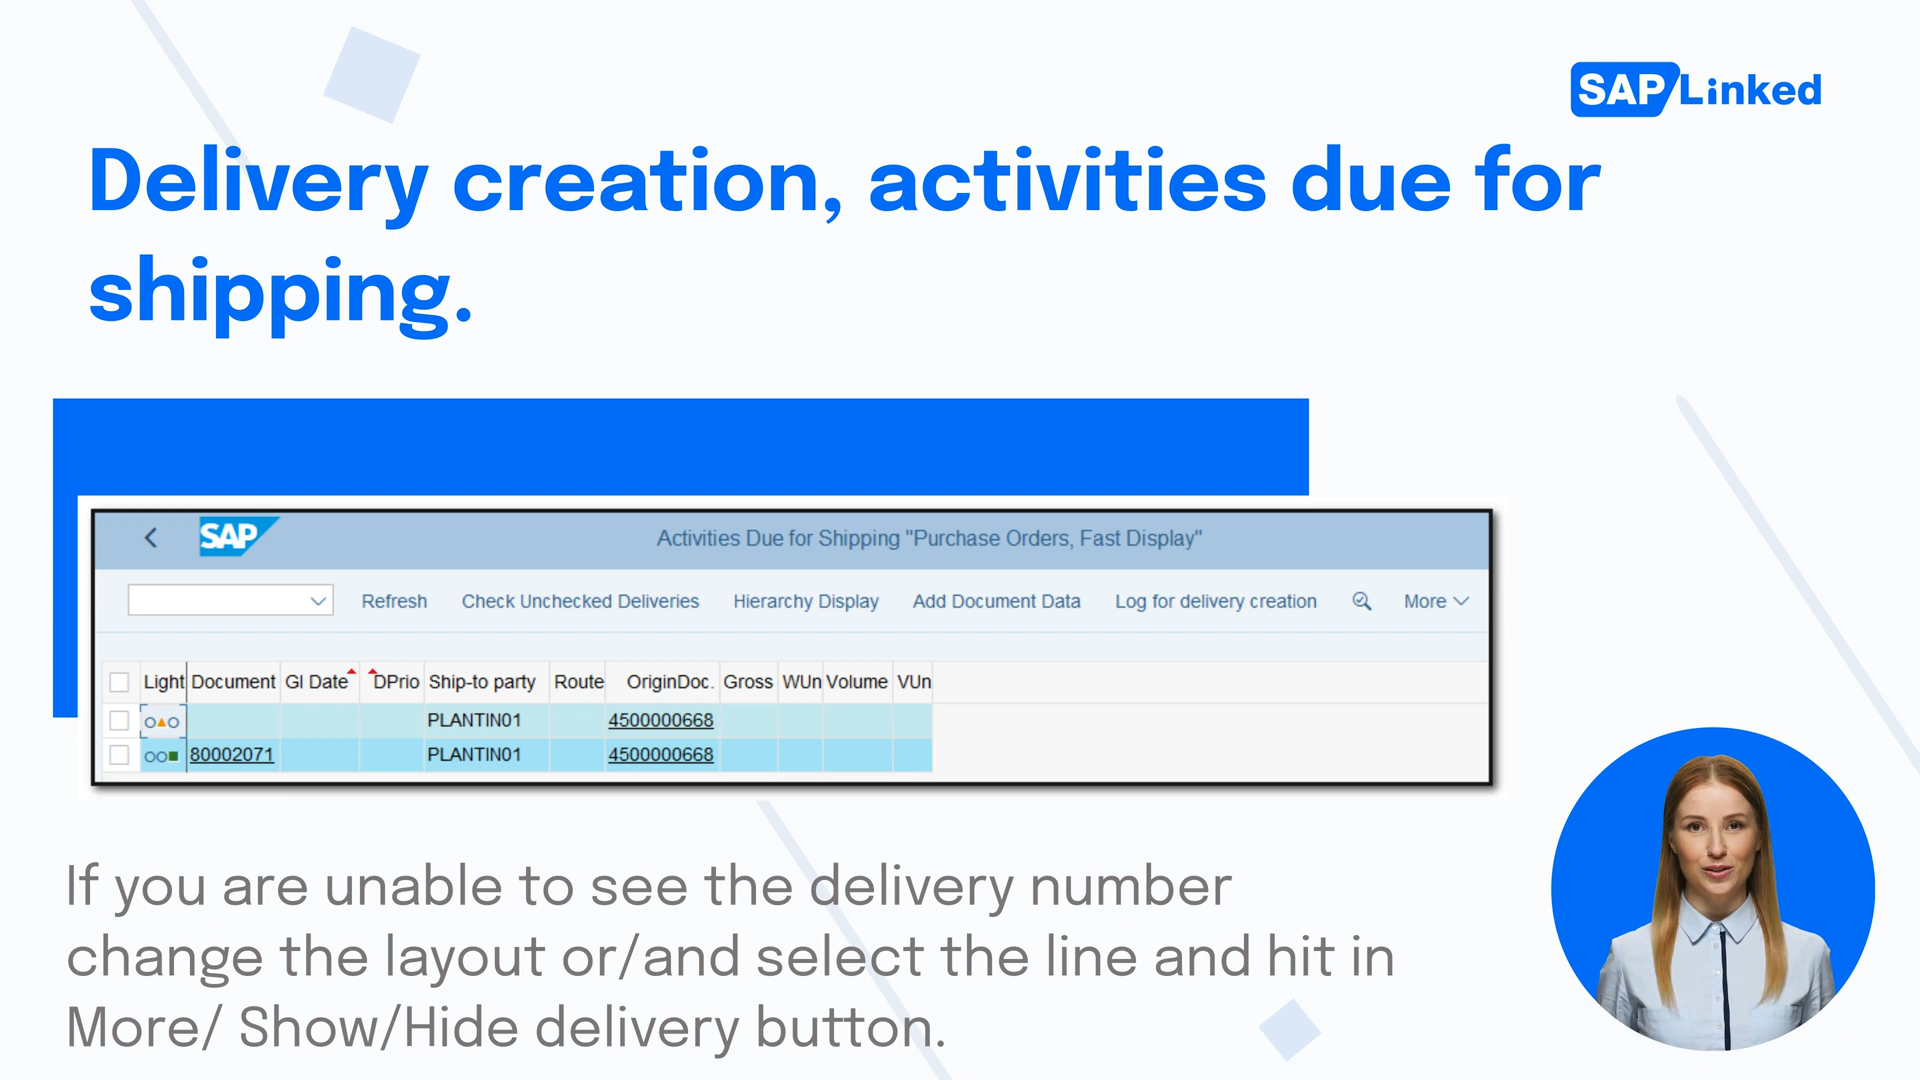 SAP Linked
Delivery creation, activities due for
shipping.
SAP
Activities Due for Shipping "Purchase Orders, Fast Display"
Refresh Check Unchecked Deliveries Hierarchy Display Add Document Data Log for delivery creation More
Light Document GI Date DPrio Ship-to party Route OriginDoc. Gross WUn Volume VUn
PLANTIN01 4500000668
80002071 PLANTIN01 4500000668
If you are unable to see the delivery number
change the layout or/and select the line and hit in
More/ Show/Hide delivery button.